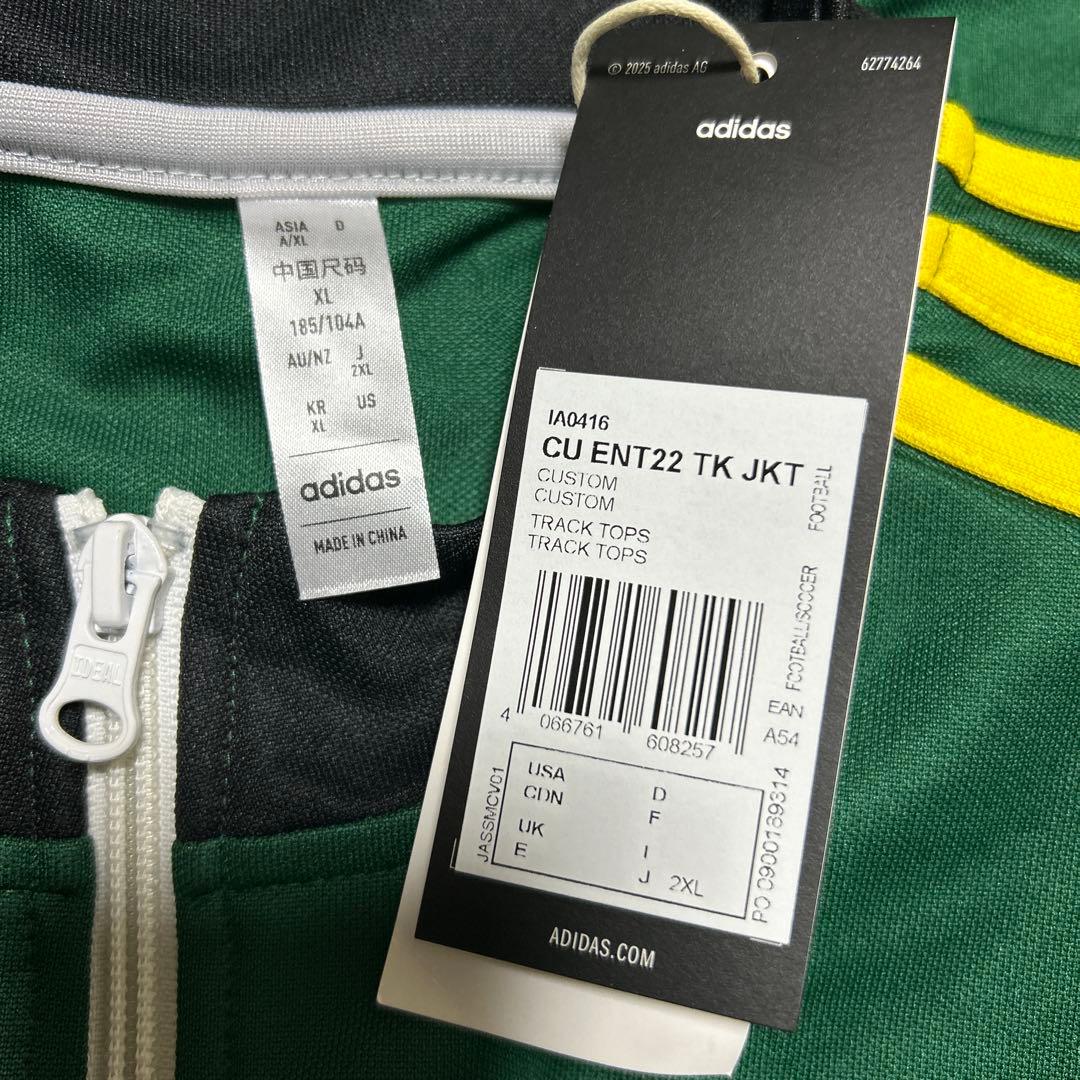 © 2025 adidas AG
62774264
adidas
ASIA D
A/XL
中国尺码
XL
185/104A
AU/NZ J
2XL
KR US
XL
adidas
MADE IN CHINA
IDEAL
IA0416
CU ENT22 TK JKT
CUSTOM
CUSTOM
TRACK TOPS
TRACK TOPS
FOOTBALL
FOOTBALL/SOCCER
EAN
A54
4 066761 608257
JASSMCV01
USA D
CDN F
UK I
E J 2XL
PO 0900189314
ADIDAS.COM